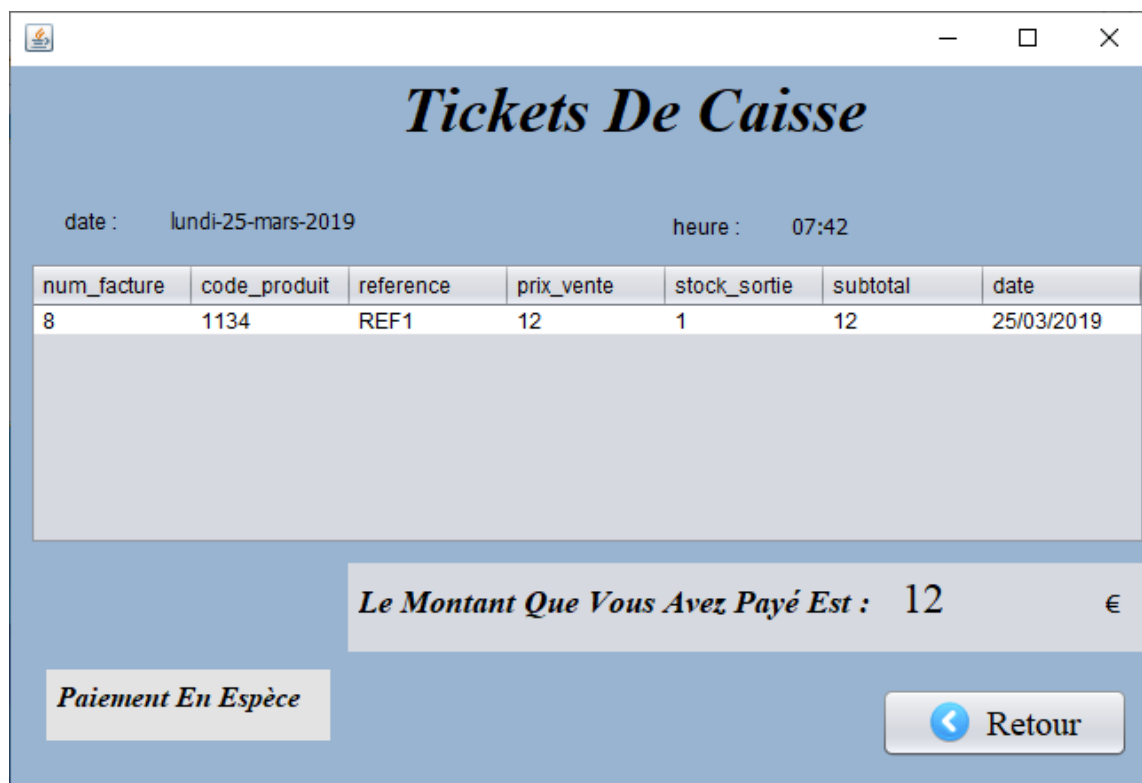 Tickets De Caisse
date : lundi-25-mars-2019 heure : 07:42
num_facture code_produit reference prix_vente stock_sortie subtotal date
8 1134 REF1 12 1 12 25/03/2019
Le Montant Que Vous Avez Payé Est : 12 €
Paiement En Espèce
Retour